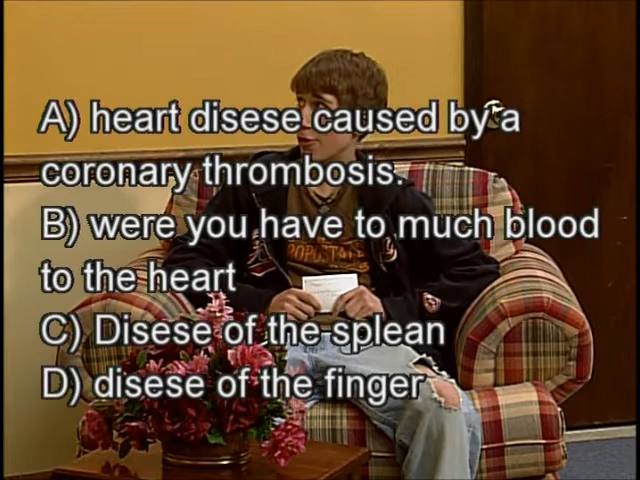 A) heart disese caused by a
coronary thrombosis.
B) were you have to much blood
to the heart
C) Disese of the splean
D) disese of the finger